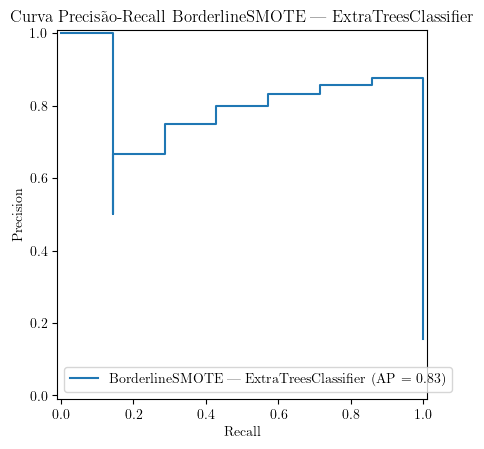 Curva Precisão-Recall BorderlineSMOTE — ExtraTreesClassifier
1.0
0.8
0.6
0.4
0.2
0.0
Precision
BorderlineSMOTE — ExtraTreesClassifier (AP = 0.83)
0.0 0.2 0.4 0.6 0.8 1.0
Recall